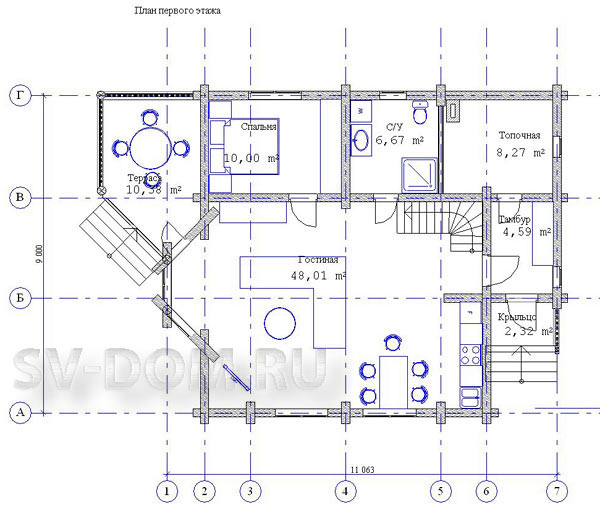 План первого этажа
Г
Спальня
10,00 m²
С/У
6,67 m²
W
Топочная
8,27 m²
Терраса
10,38 m²
В
Тамбур
4,59 m²
Гостиная
48,01 m²
9 000
Б
Крыльцо
2,32 m²
SV-DOM.RU
А
11 063
1
2
3
4
5
6
7